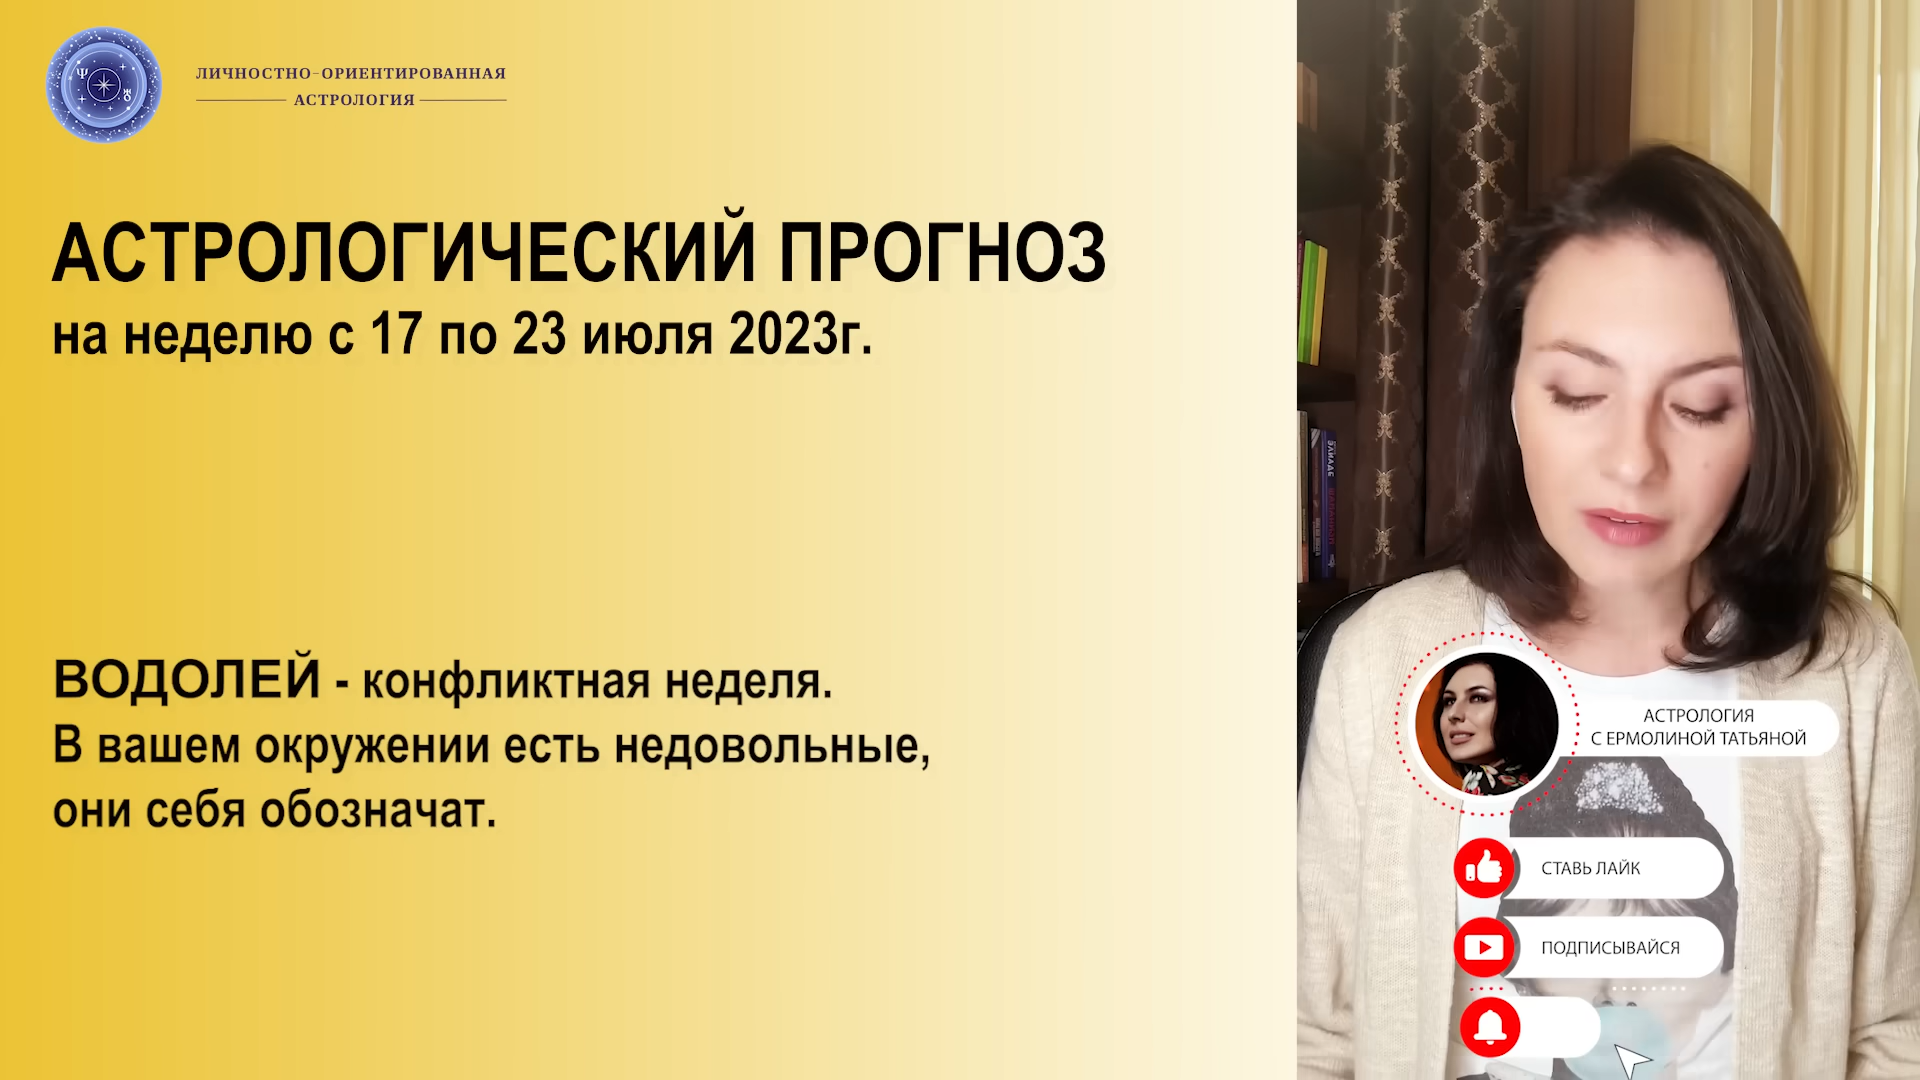 ЛИЧНОСТНО-ОРИЕНТИРОВАННАЯ
АСТРОЛОГИЯ
АСТРОЛОГИЧЕСКИЙ ПРОГНОЗ
на неделю с 17 по 23 июля 2023г.
ВОДОЛЕЙ - конфликтная неделя.
В вашем окружении есть недовольные,
они себя обозначат.
ЭЛИАДЕ
АСТРОЛОГИЯ
С ЕРМОЛИНОЙ ТАТЬЯНОЙ
СТАВЬ ЛАЙК
ПОДПИСЫВАЙСЯ